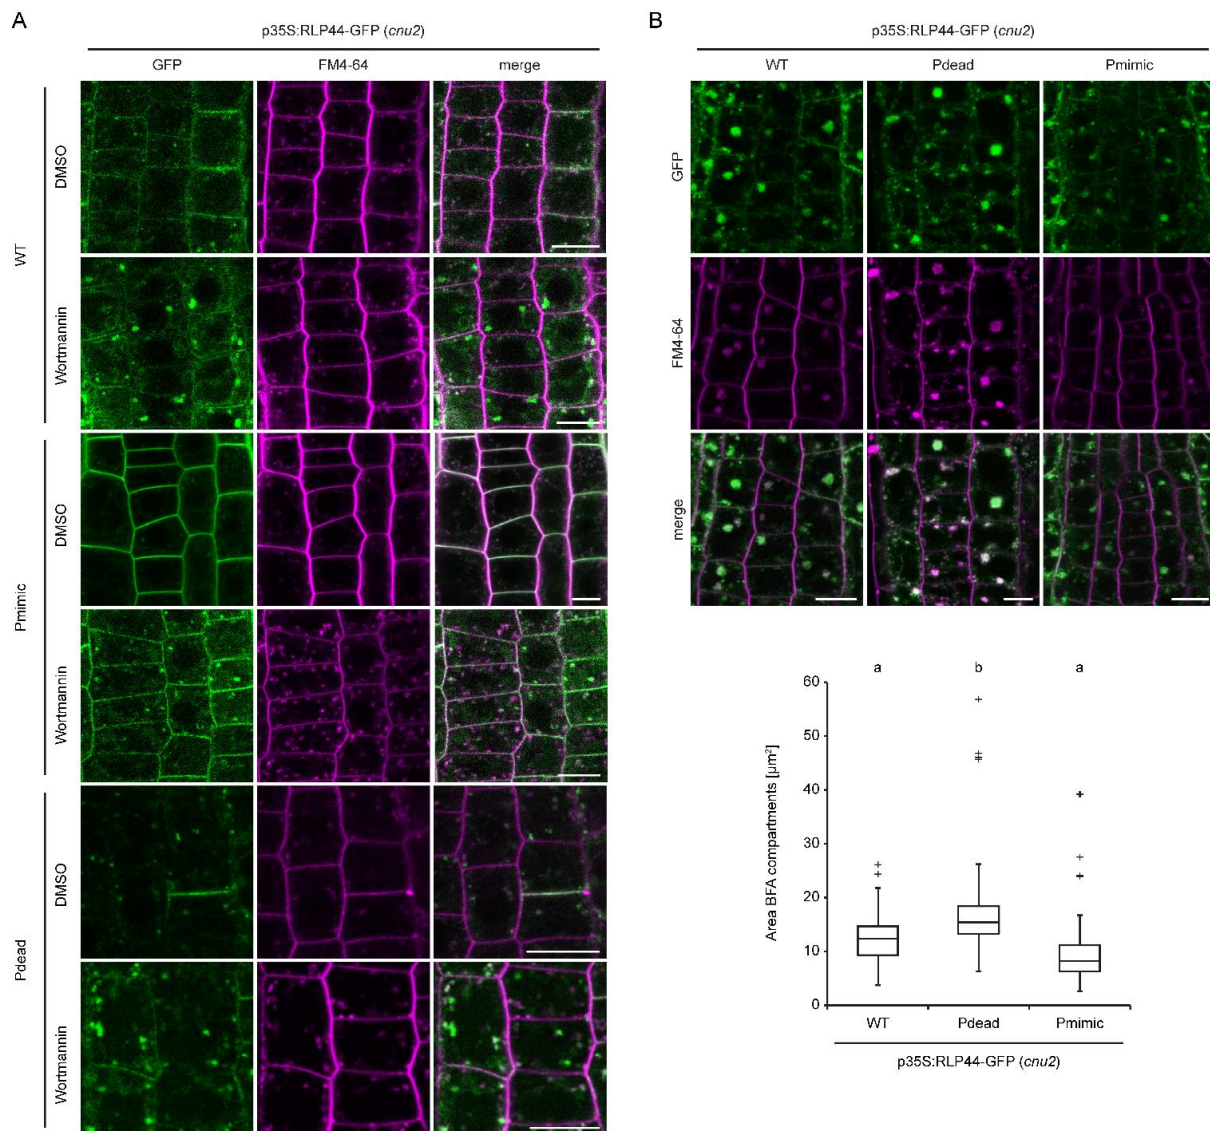 A
p35S:RLP44-GFP (cnu2)
GFP FM4-64 merge
WT
DMSO
Wortmannin
Pmimic
DMSO
Wortmannin
Pdead
DMSO
Wortmannin
B
p35S:RLP44-GFP (cnu2)
WT Pdead Pmimic
GFP
FM4-64
merge
a b a
Area BFA compartments [µm²]
60
50
40
30
20
10
0
WT Pdead Pmimic
p35S:RLP44-GFP (cnu2)